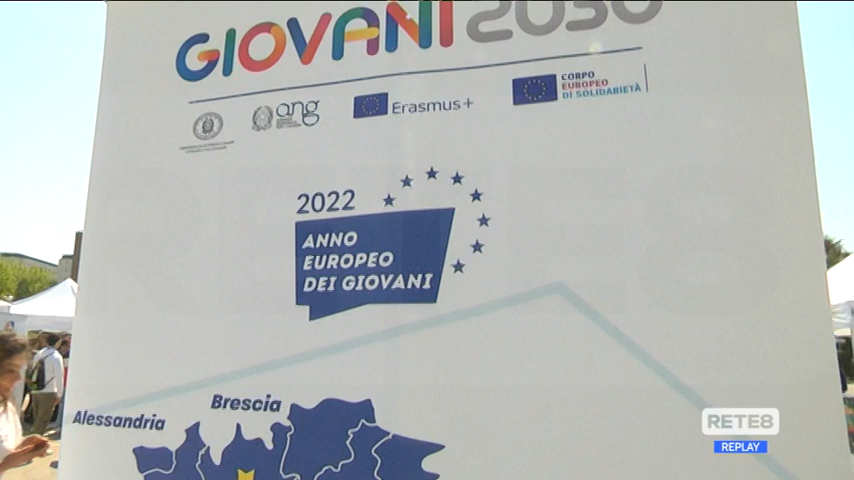 GIOVANI 2030
ang
Erasmus+
CORPO
EUROPEO
DI SOLIDARIETÀ
2022
ANNO
EUROPEO
DEI GIOVANI
Brescia
Alessandria
RETE8
REPLAY